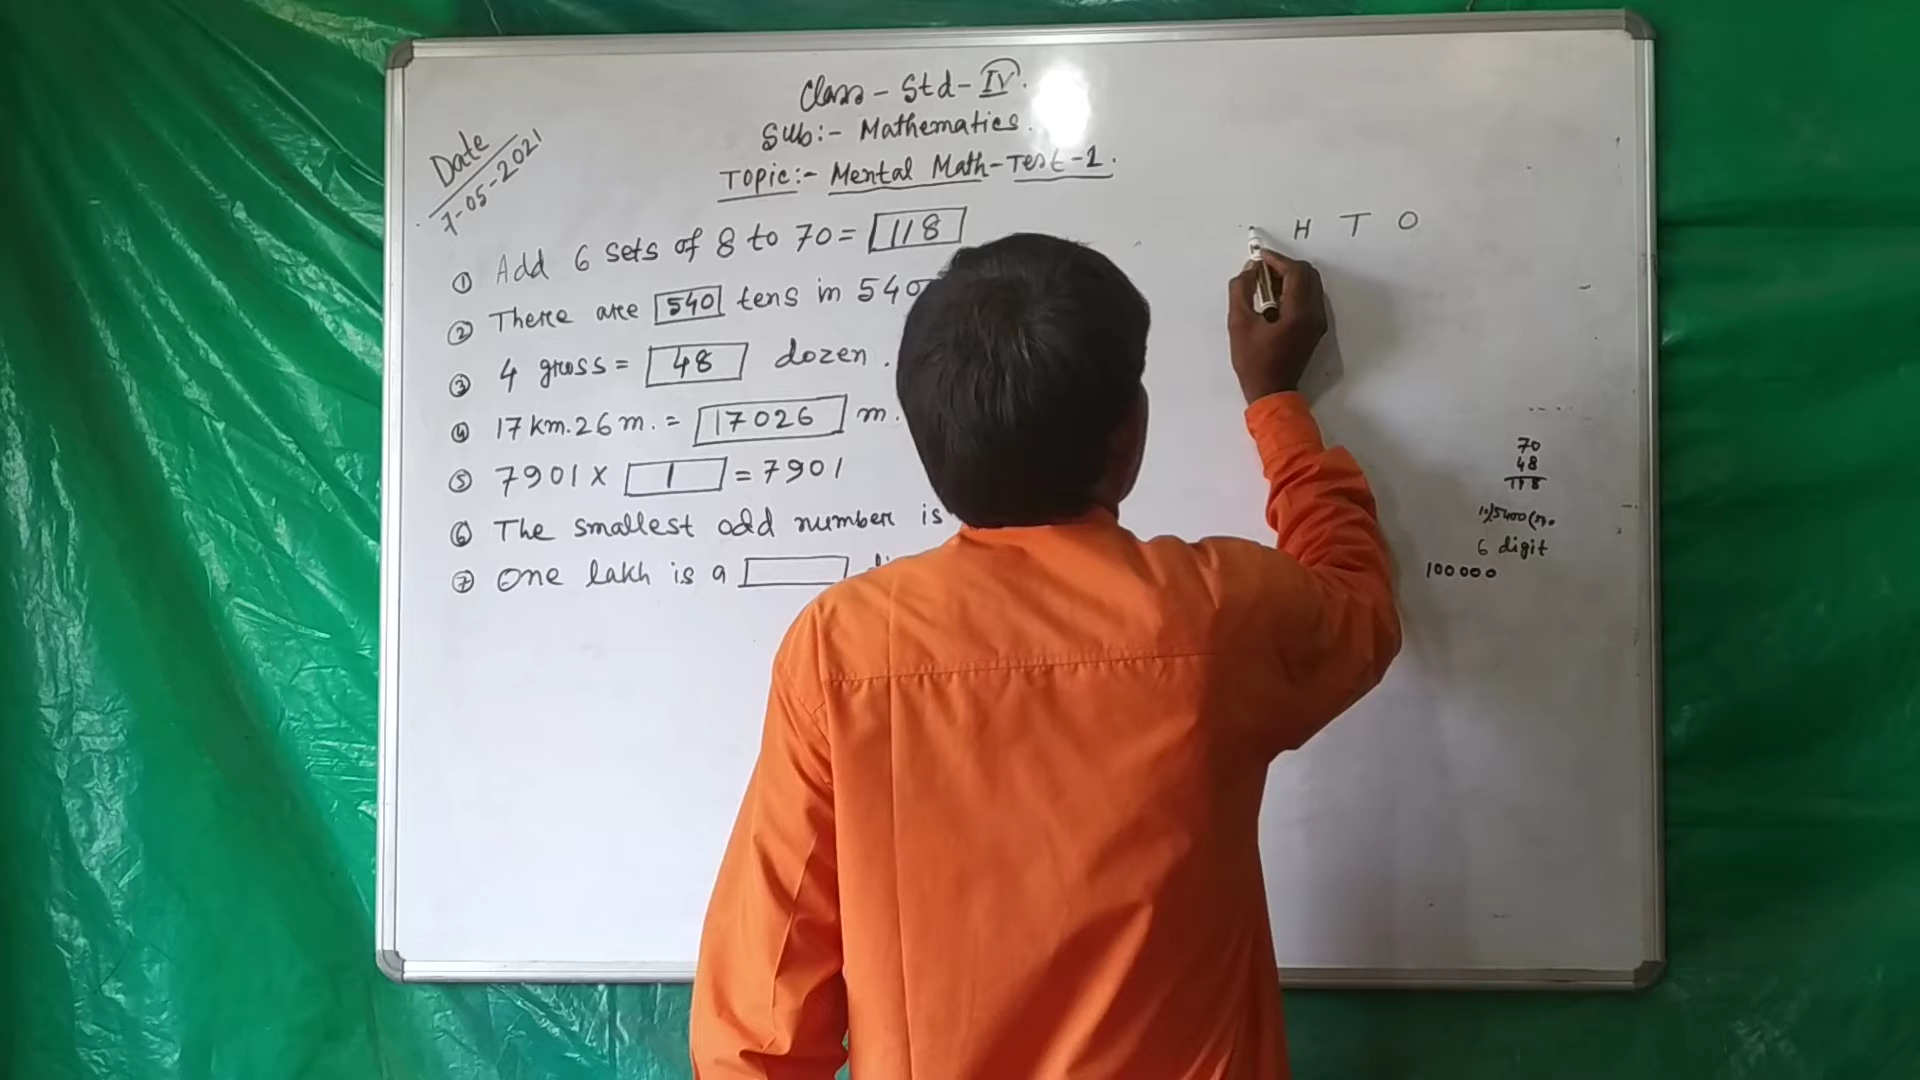 Class - Std - IV.
Sub:- Mathematics.
Topic:- Mental Math-Test-1.
Date
7-05-2021
① Add 6 sets of 8 to 70 = 118
② There are 540 tens in 540
③ 4 gross = 48 dozen.
④ 17 km. 26 m. = 17026 m.
⑤ 7901 x 1 = 7901
⑥ The smallest odd number is
⑦ One lakh is a
H T O
70
48
118
6 digit
100000